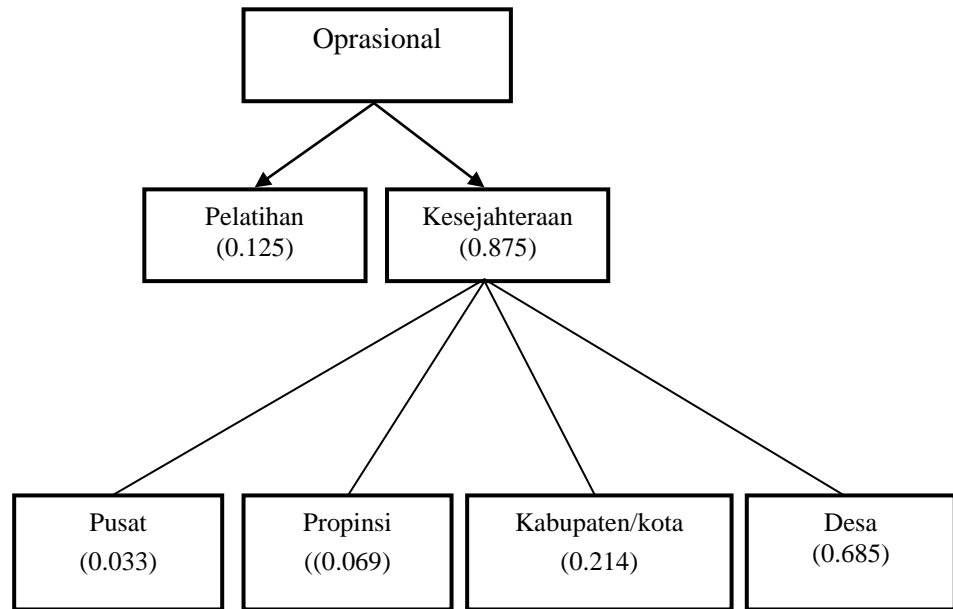 Oprasional
Pelatihan
(0.125)
Kesejahteraan
(0.875)
Pusat
(0.033)
Propinsi
((0.069)
Kabupaten/kota
(0.214)
Desa
(0.685)